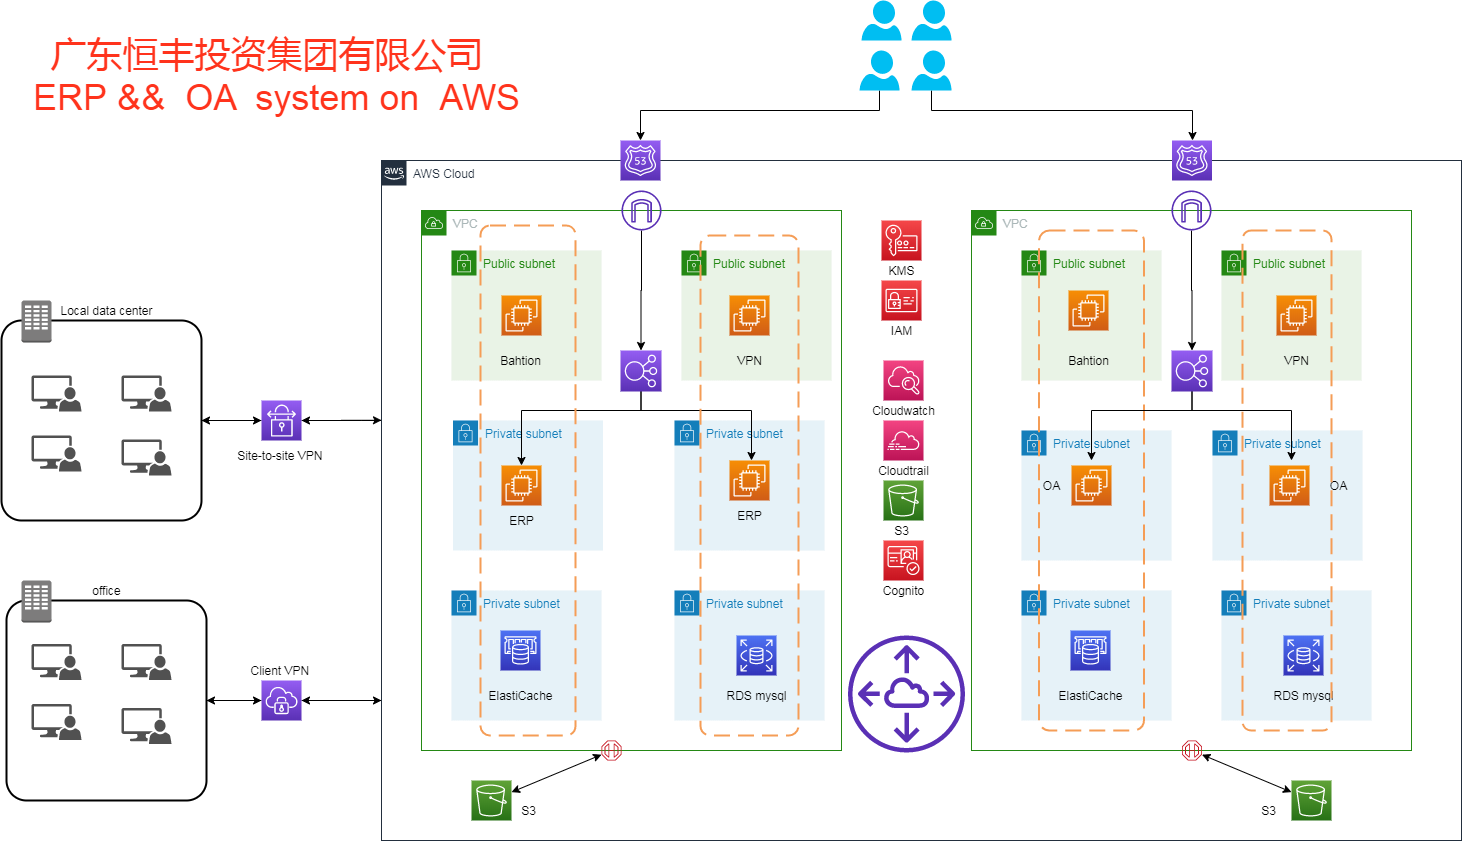 广东恒丰投资集团有限公司
ERP && OA system on AWS
53
53
aws
AWS Cloud
VPC
VPC
Public subnet
Public subnet
Public subnet
Public subnet
KMS
IAM
Bahtion
VPN
Bahtion
VPN
Local data center
Cloudwatch
Private subnet
Private subnet
Private subnet
Private subnet
Site-to-site VPN
Cloudtrail
OA
OA
ERP
ERP
S3
office
Cognito
Private subnet
Private subnet
Private subnet
Private subnet
Client VPN
ElastiCache
RDS mysql
ElastiCache
RDS mysql
S3
S3